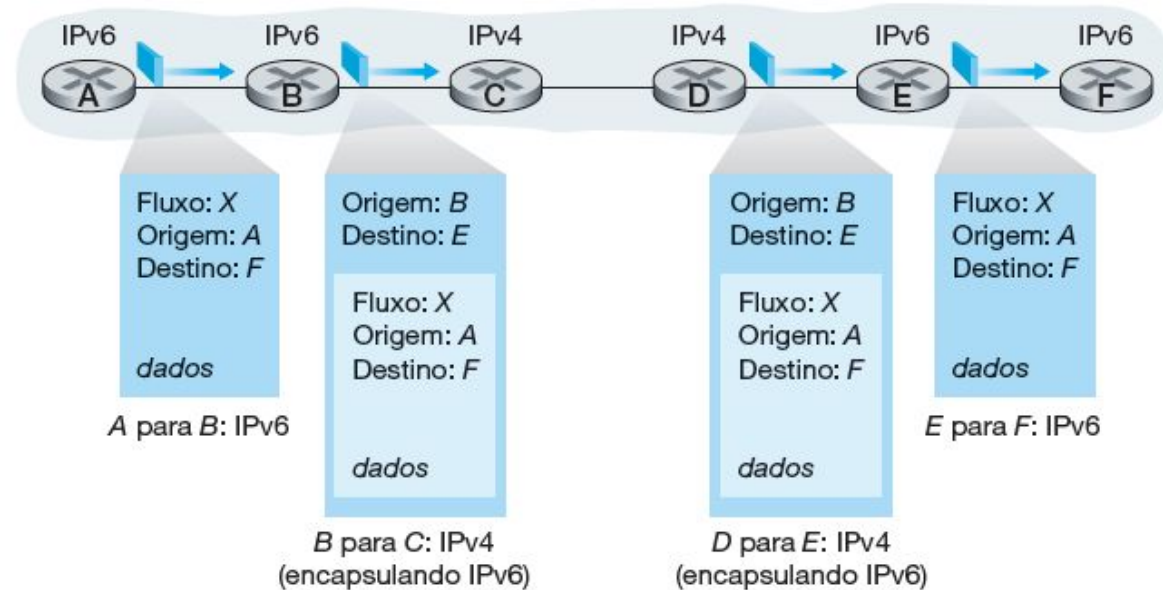 IPv6 IPv6 IPv4 IPv4 IPv6 IPv6
A B C D E F
Fluxo: X
Origem: A
Destino: F
dados
A para B: IPv6
Origem: B
Destino: E
Fluxo: X
Origem: A
Destino: F
dados
B para C: IPv4
(encapsulando IPv6)
Origem: B
Destino: E
Fluxo: X
Origem: A
Destino: F
dados
D para E: IPv4
(encapsulando IPv6)
Fluxo: X
Origem: A
Destino: F
dados
E para F: IPv6